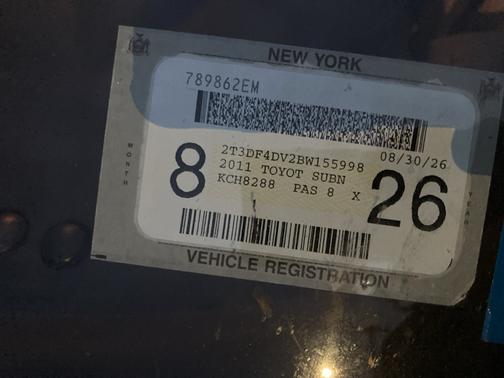 NEW YORK
789862EM
2T3DF4DV2BW155998 08/30/26
2011 TOYOT SUBN
KCH8288 PAS 8 X
MONTH
8
26
YEAR
VEHICLE REGISTRATION